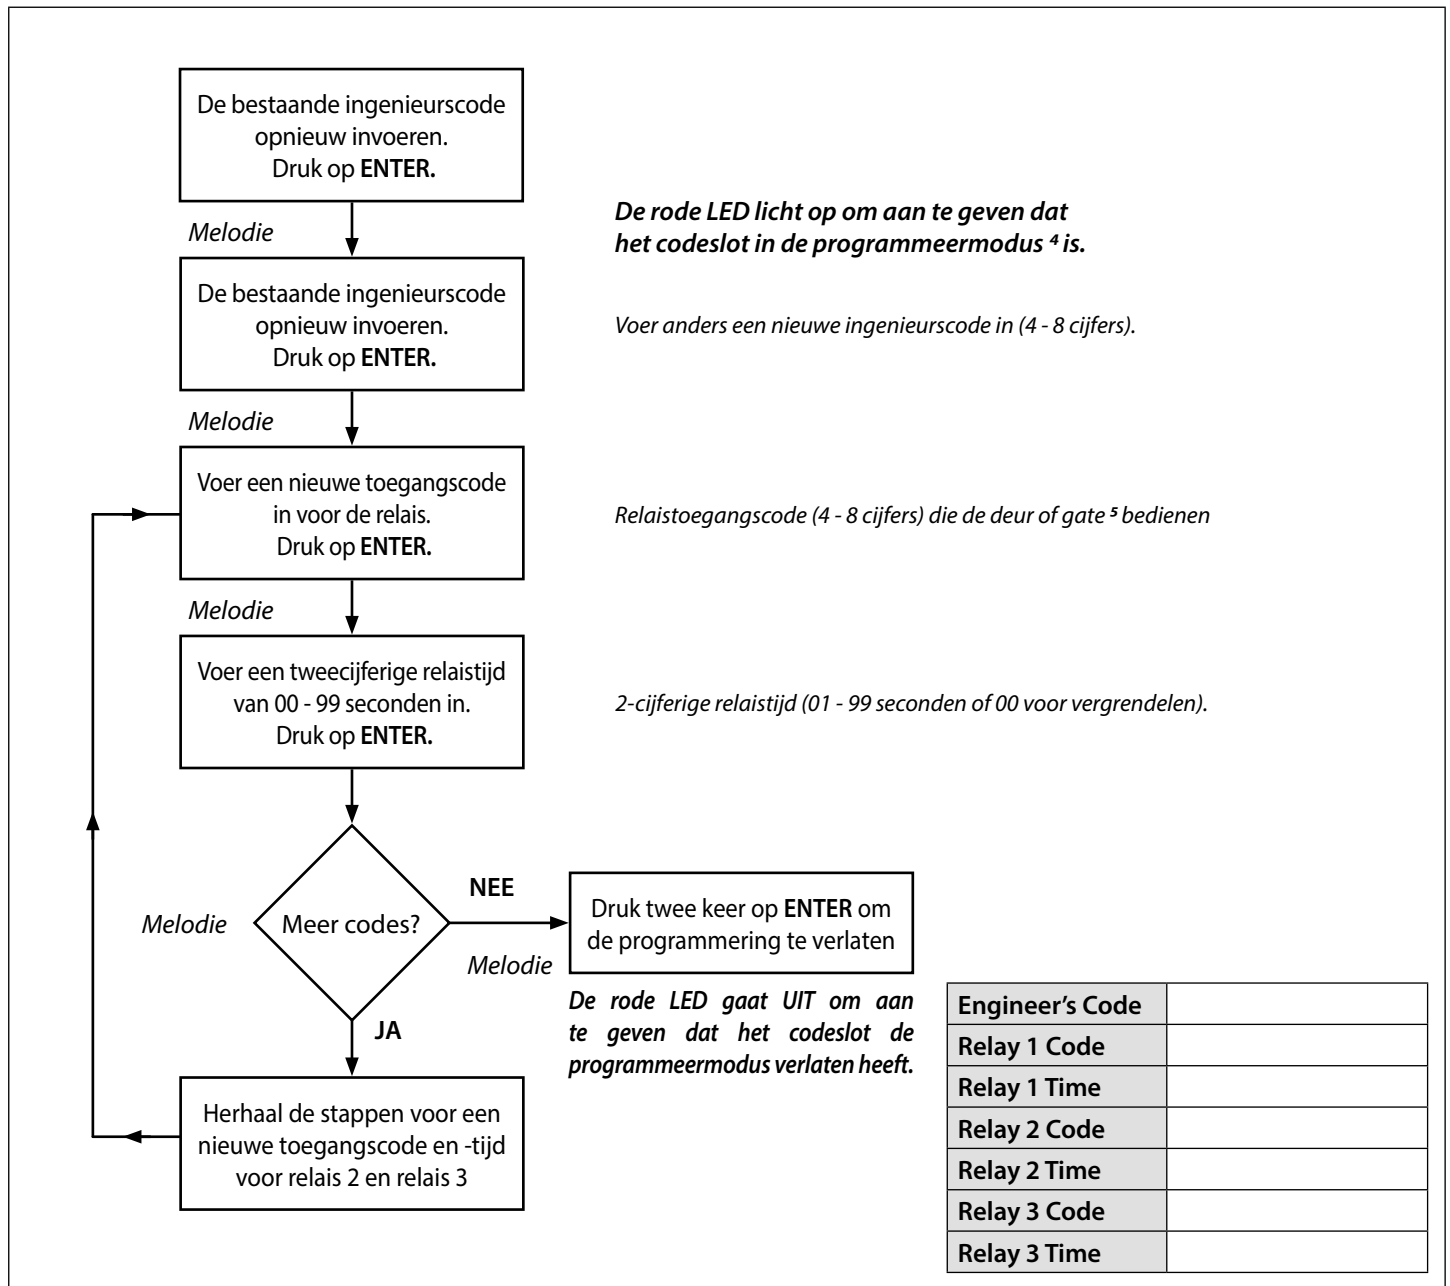 De bestaande ingenieurscode
opnieuw invoeren.
Druk op ENTER.
Melodie
De rode LED licht op om aan te geven dat
het codeslot in de programmeermodus ⁴ is.
De bestaande ingenieurscode
opnieuw invoeren.
Druk op ENTER.
Voer anders een nieuwe ingenieurscode in (4 - 8 cijfers).
Melodie
Voer een nieuwe toegangscode
in voor de relais.
Druk op ENTER.
Relaistoegangscode (4 - 8 cijfers) die de deur of gate ⁵ bedienen
Melodie
Voer een tweecijferige relaistijd
van 00 - 99 seconden in.
Druk op ENTER.
2-cijferige relaistijd (01 - 99 seconden of 00 voor vergrendelen).
Melodie
Meer codes?
NEE
Melodie
Druk twee keer op ENTER om
de programmering te verlaten
De rode LED gaat UIT om aan
te geven dat het codeslot de
programmeermodus verlaten heeft.
JA
Herhaal de stappen voor een
nieuwe toegangscode en -tijd
voor relais 2 en relais 3
Engineer's Code
Relay 1 Code
Relay 1 Time
Relay 2 Code
Relay 2 Time
Relay 3 Code
Relay 3 Time